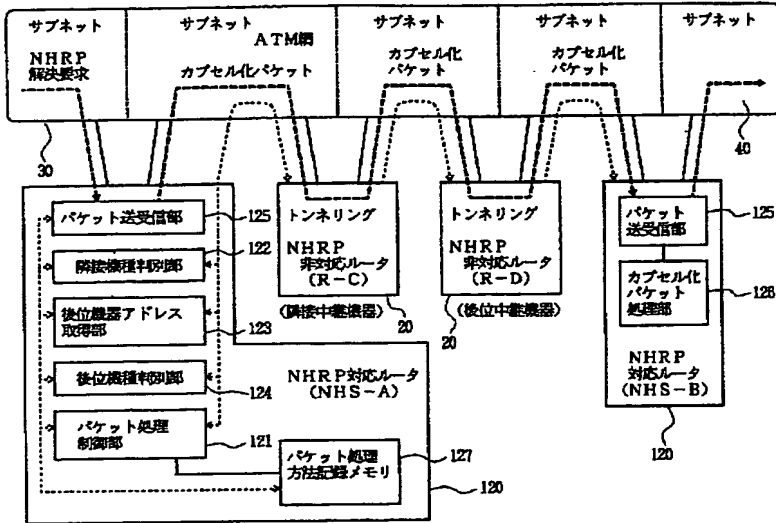 サブネット
サブネット
サブネット
サブネット
サブネット
ATM網
NHRP
解決要求
カプセル化パケット
カプセル化
パケット
カプセル化
パケット
30
40
パケット送受信部
125
122
隣接機種判別部
後位機器アドレス
取得部
123
後位機種判別部
124
パケット処理
制御部
121
NHRP対応ルータ
(NHS-A)
パケット処理
方法記録メモリ
127
120
トンネリング
NHRP
非対応ルータ
(R-C)
20
(隣接中継機器)
トンネリング
NHRP
非対応ルータ
(R-D)
20
(後位中継機器)
パケット
送受信部
125
カプセル化
パケット
処理部
126
NHRP
対応ルータ
(NHS-B)
120